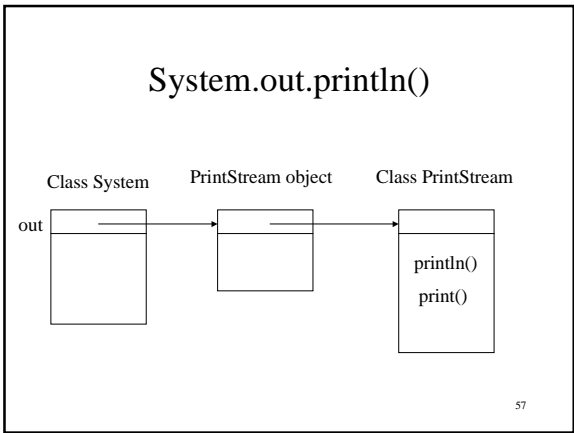 System.out.println()
Class System
PrintStream object
Class PrintStream
out
println()
print()
57